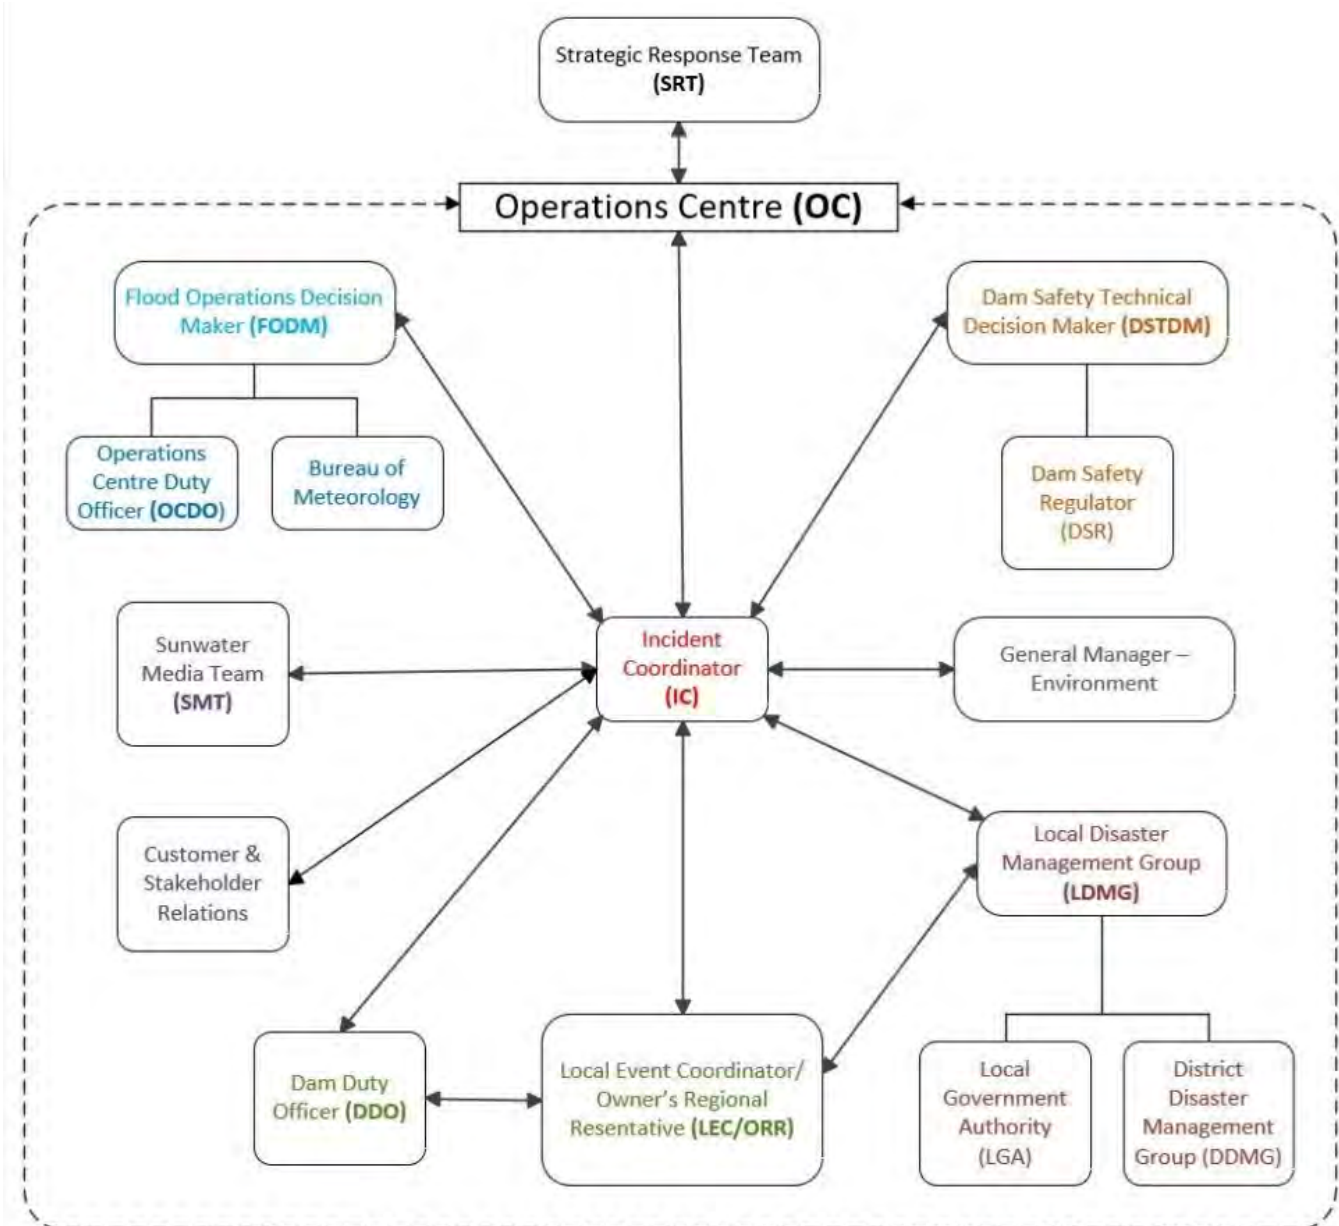 Strategic Response Team
(SRT)
Operations Centre (OC)
Flood Operations Decision
Maker (FODM)
Dam Safety Technical
Decision Maker (DSTDM)
Operations
Centre Duty
Officer (OCDO)
Bureau of
Meteorology
Dam Safety
Regulator
(DSR)
Sunwater
Media Team
(SMT)
Incident
Coordinator
(IC)
General Manager –
Environment
Customer &
Stakeholder
Relations
Local Disaster
Management Group
(LDMG)
Dam Duty
Officer (DDO)
Local Event Coordinator/
Owner's Regional
Resentative (LEC/ORR)
Local
Government
Authority
(LGA)
District
Disaster
Management
Group (DDMG)